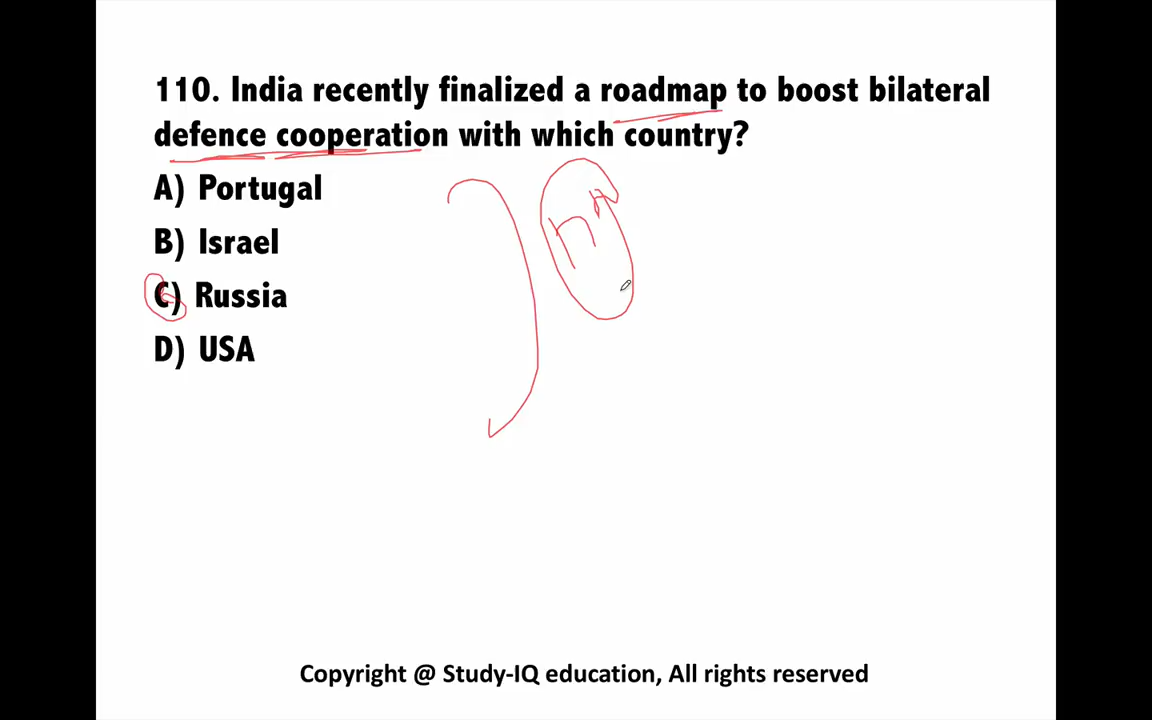 110. India recently finalized a roadmap to boost bilateral
defence cooperation with which country?
A) Portugal
B) Israel
C) Russia
D) USA
Copyright @ Study-IQ education, All rights reserved